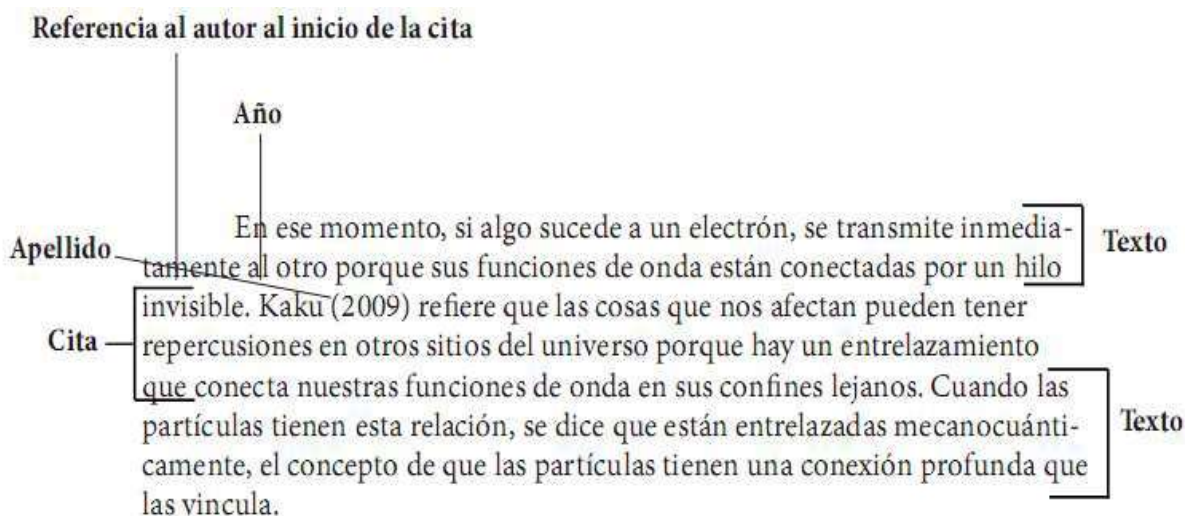 Referencia al autor al inicio de la cita
Año
En ese momento, si algo sucede a un electrón, se transmite inmedia-
Texto
Apellido
tamente al otro porque sus funciones de onda están conectadas por un hilo
invisible. Kaku (2009) refiere que las cosas que nos afectan pueden tener
Cita
repercusiones en otros sitios del universo porque hay un entrelazamiento
que conecta nuestras funciones de onda en sus confines lejanos. Cuando las
partículas tienen esta relación, se dice que están entrelazadas mecanocuánti-
Texto
camente, el concepto de que las partículas tienen una conexión profunda que
las vincula.